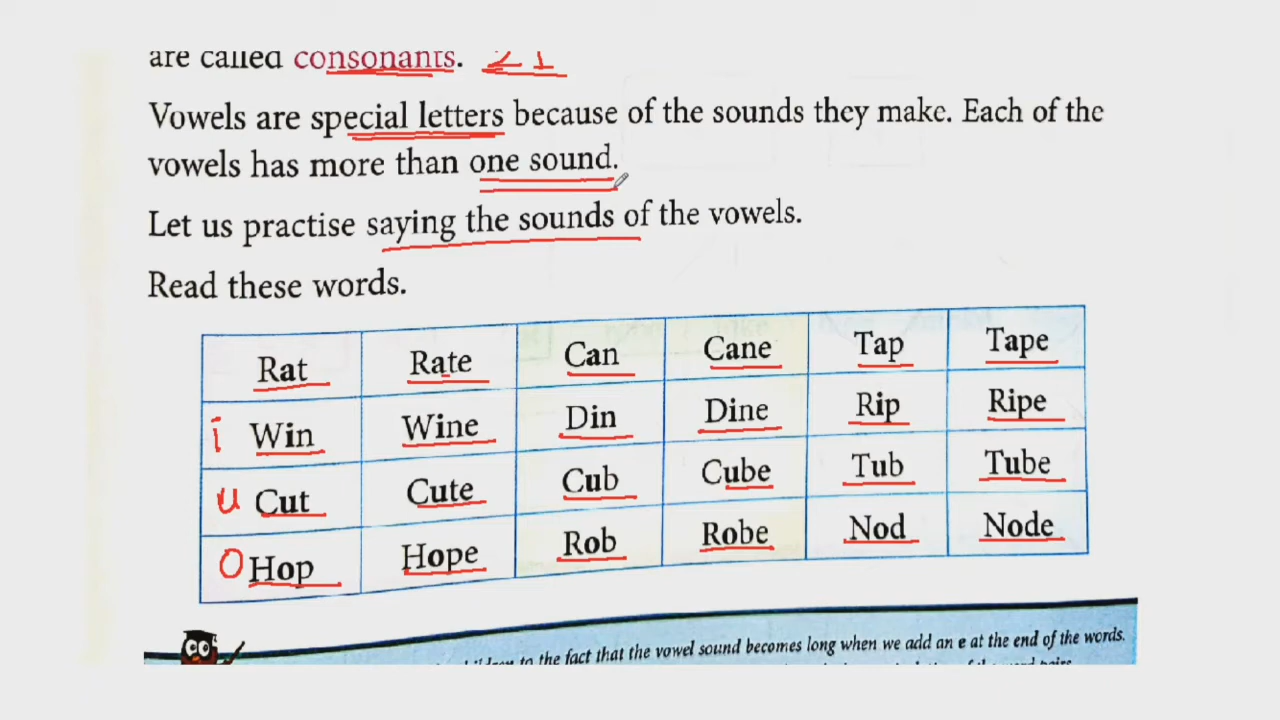 are called consonants. 21
Vowels are special letters because of the sounds they make. Each of the
vowels has more than one sound.
Let us practise saying the sounds of the vowels.
Read these words.
Rat Rate Can Cane Tap Tape
i Win Wine Din Dine Rip Ripe
u Cut Cute Cub Cube Tub Tube
O Hop Hope Rob Robe Nod Node
to the fact that the vowel sound becomes long when we add an e at the end of the words.